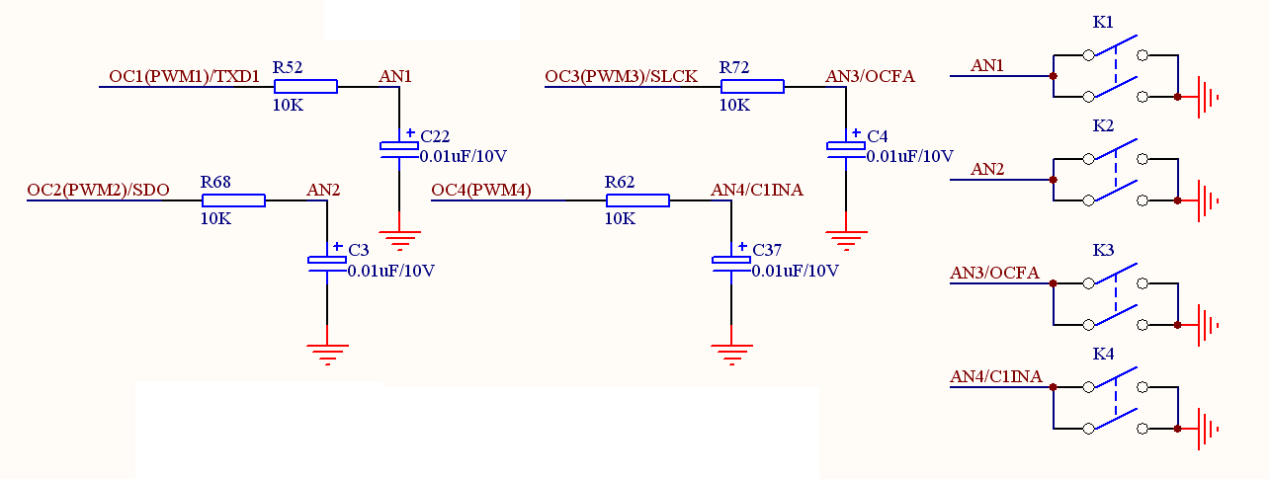 OC1(PWM1)/TXD1
R52
10K
AN1
C22
0.01uF/10V
OC2(PWM2)/SDO
R68
10K
AN2
C3
0.01uF/10V
OC3(PWM3)/SLCK
R72
10K
AN3/OCFA
C4
0.01uF/10V
OC4(PWM4)
R62
10K
AN4/C1INA
C37
0.01uF/10V
K1
AN1
K2
AN2
K3
AN3/OCFA
K4
AN4/C1INA